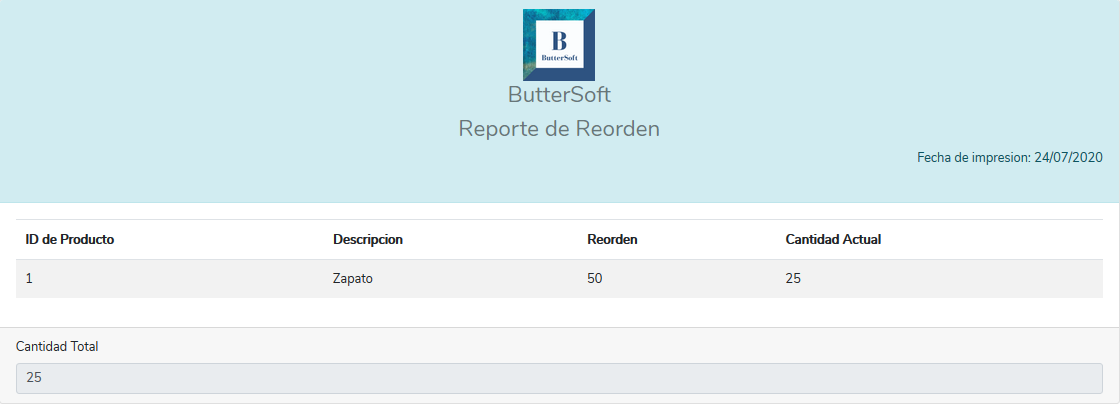 B
ButterSoft
ButterSoft
Reporte de Reorden
Fecha de impresion: 24/07/2020
ID de Producto Descripcion Reorden Cantidad Actual
1 Zapato 50 25
Cantidad Total
25